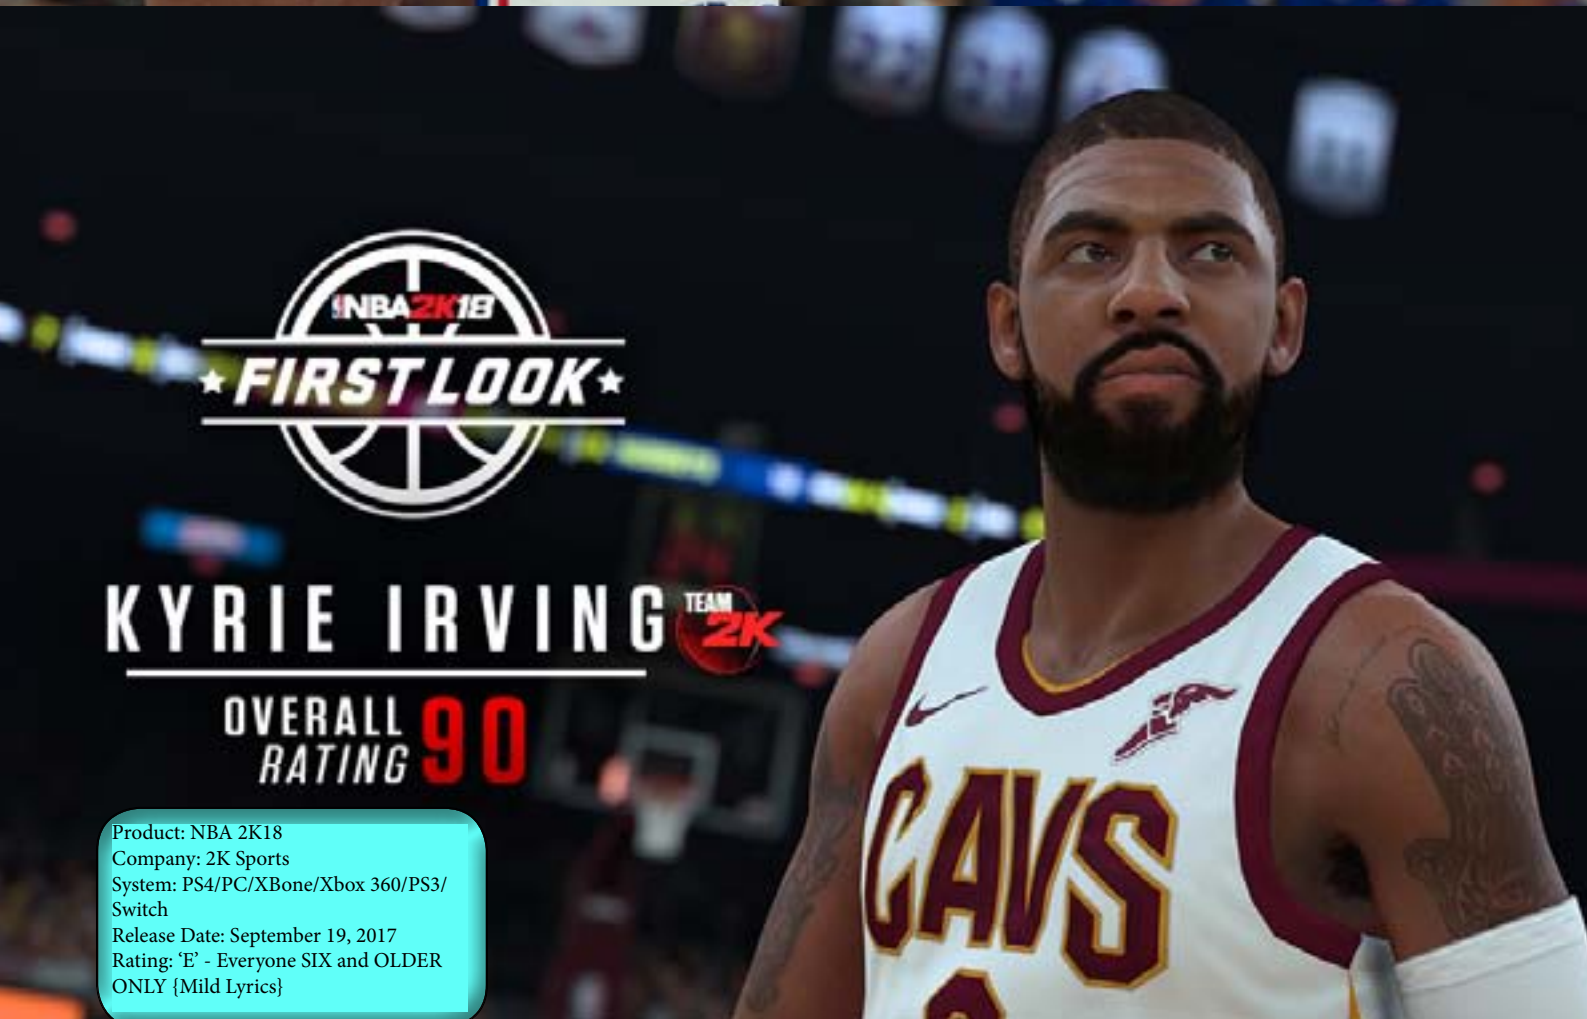 NBA2K18
FIRST LOOK
KYRIE IRVING
TEAM
2K
OVERALL
RATING
90
CAVS
Product: NBA 2K18
Company: 2K Sports
System: PS4/PC/XBone/Xbox 360/PS3/
Switch
Release Date: September 19, 2017
Rating: ‘E’ - Everyone SIX and OLDER
ONLY {Mild Lyrics}